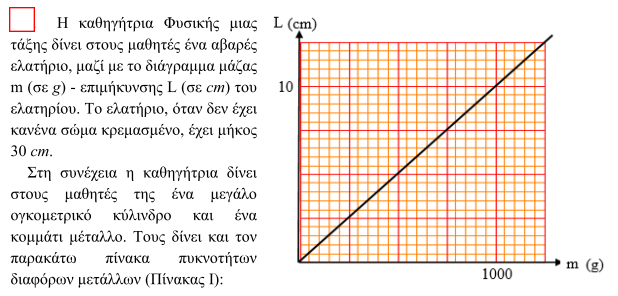 Η καθηγήτρια Φυσικής μιας
τάξης δίνει στους μαθητές ένα αβαρές
ελατήριο, μαζί με το διάγραμμα μάζας
m (σε g) - επιμήκυνσης L (σε cm) του
ελατηρίου. Το ελατήριο, όταν δεν έχει
κανένα σώμα κρεμασμένο, έχει μήκος
30 cm.
Στη συνέχεια η καθηγήτρια δίνει
στους μαθητές της ένα μεγάλο
ογκομετρικό κύλινδρο και ένα
κομμάτι μέταλλο. Τους δίνει και τον
παρακάτω πίνακα πυκνοτήτων
διαφόρων μετάλλων (Πίνακας Ι):
L (cm)
10
1000
m (g)